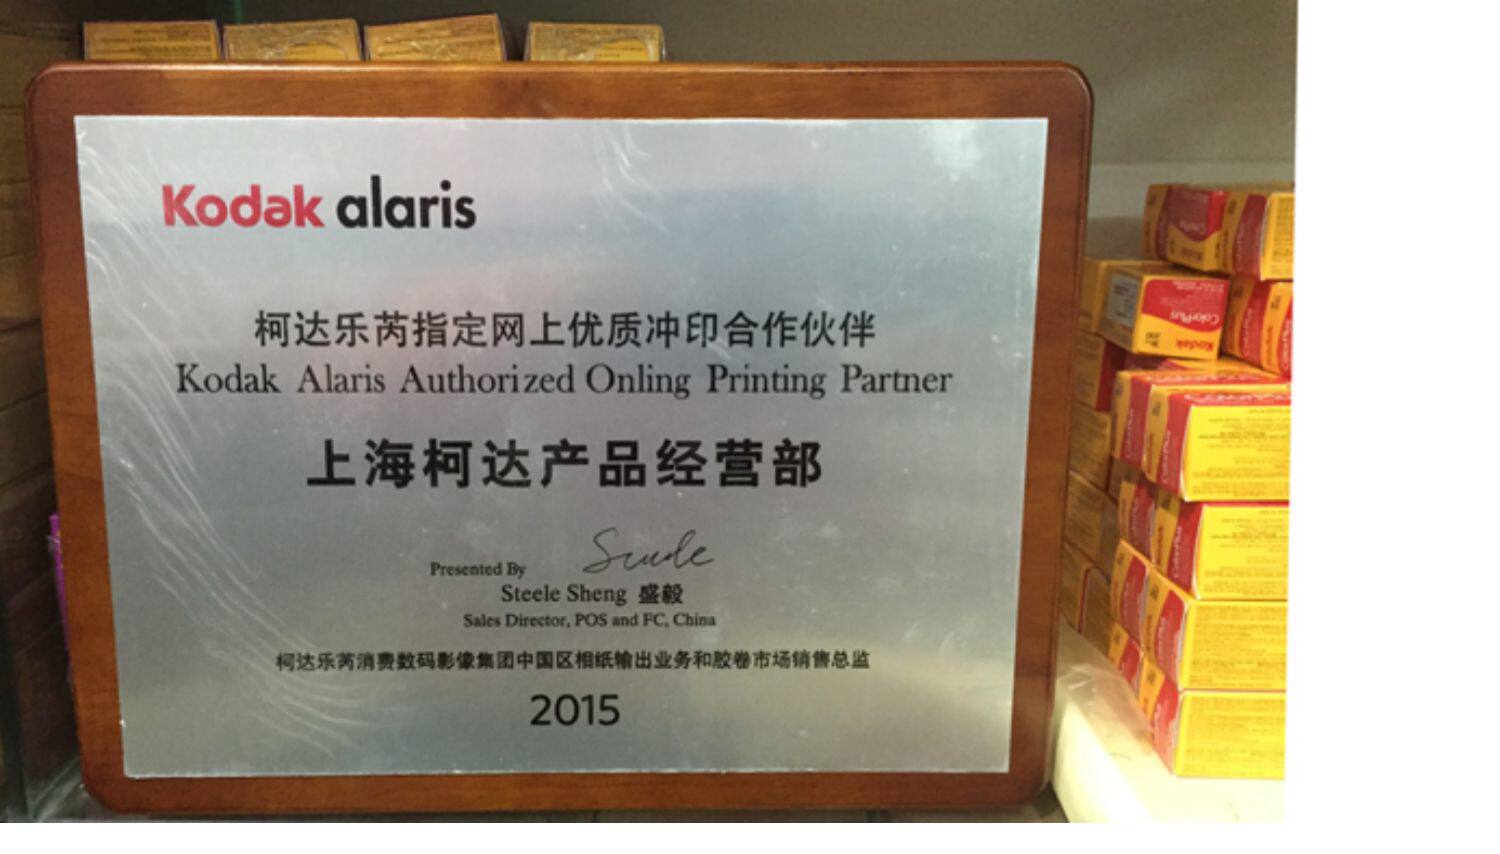 Kodak alaris
柯达乐芮指定网上优质冲印合作伙伴
Kodak Alaris Authorized Onling Printing Partner
上海柯达产品经营部
Presented By
Steele Sheng 盛毅
Sales Director, POS and FC, China
柯达乐芮消费数码影像集团中国区相纸输出业务和胶卷市场销售总监
2015
ColorPlus
Kodak
200